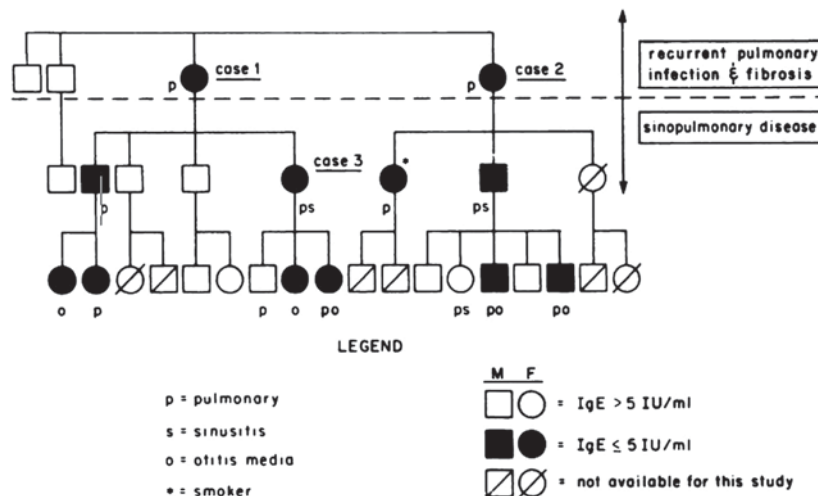 case 1
case 2
p
p
recurrent pulmonary
infection & fibrosis
sinopulmonary disease
case 3
*
p
ps
p
ps
o
p
p
o
po
ps
po
po
LEGEND
p = pulmonary
s = sinusitis
o = otitis media
* = smoker
M F
= IgE > 5 IU/ml
= IgE ≤ 5 IU/ml
= not available for this study